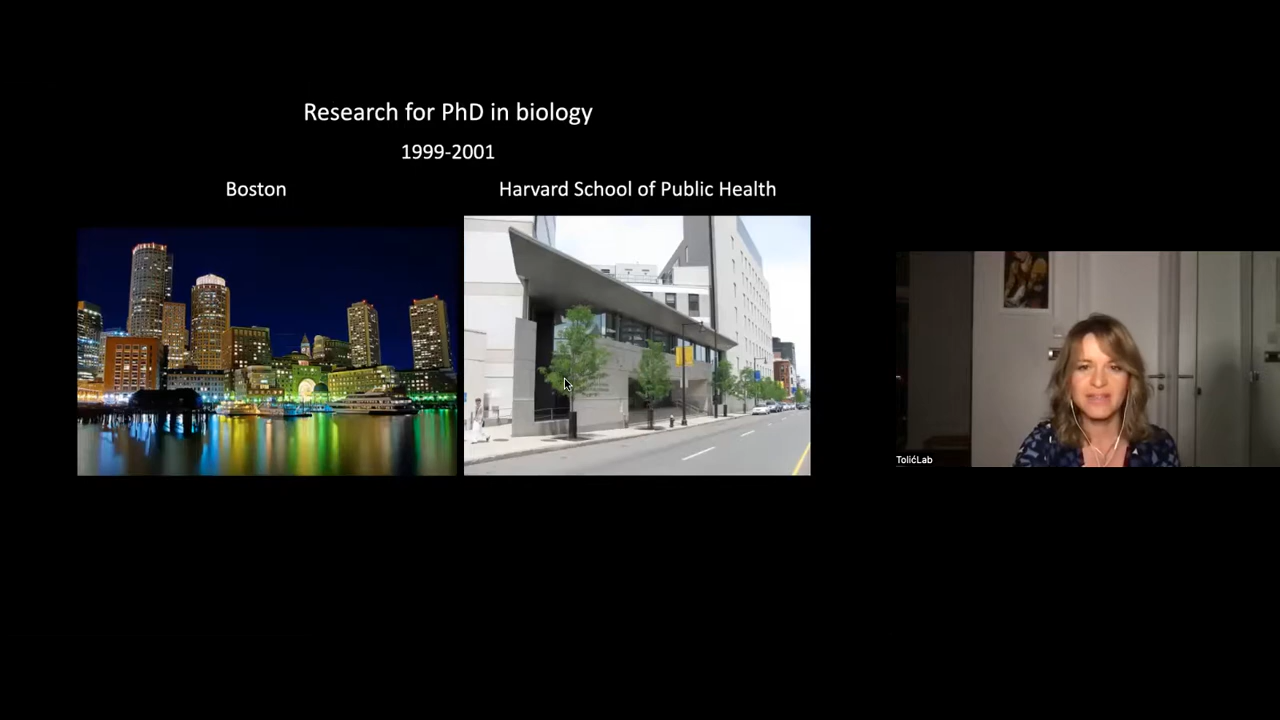 Research for PhD in biology
1999-2001
Boston
Harvard School of Public Health
TolićLab